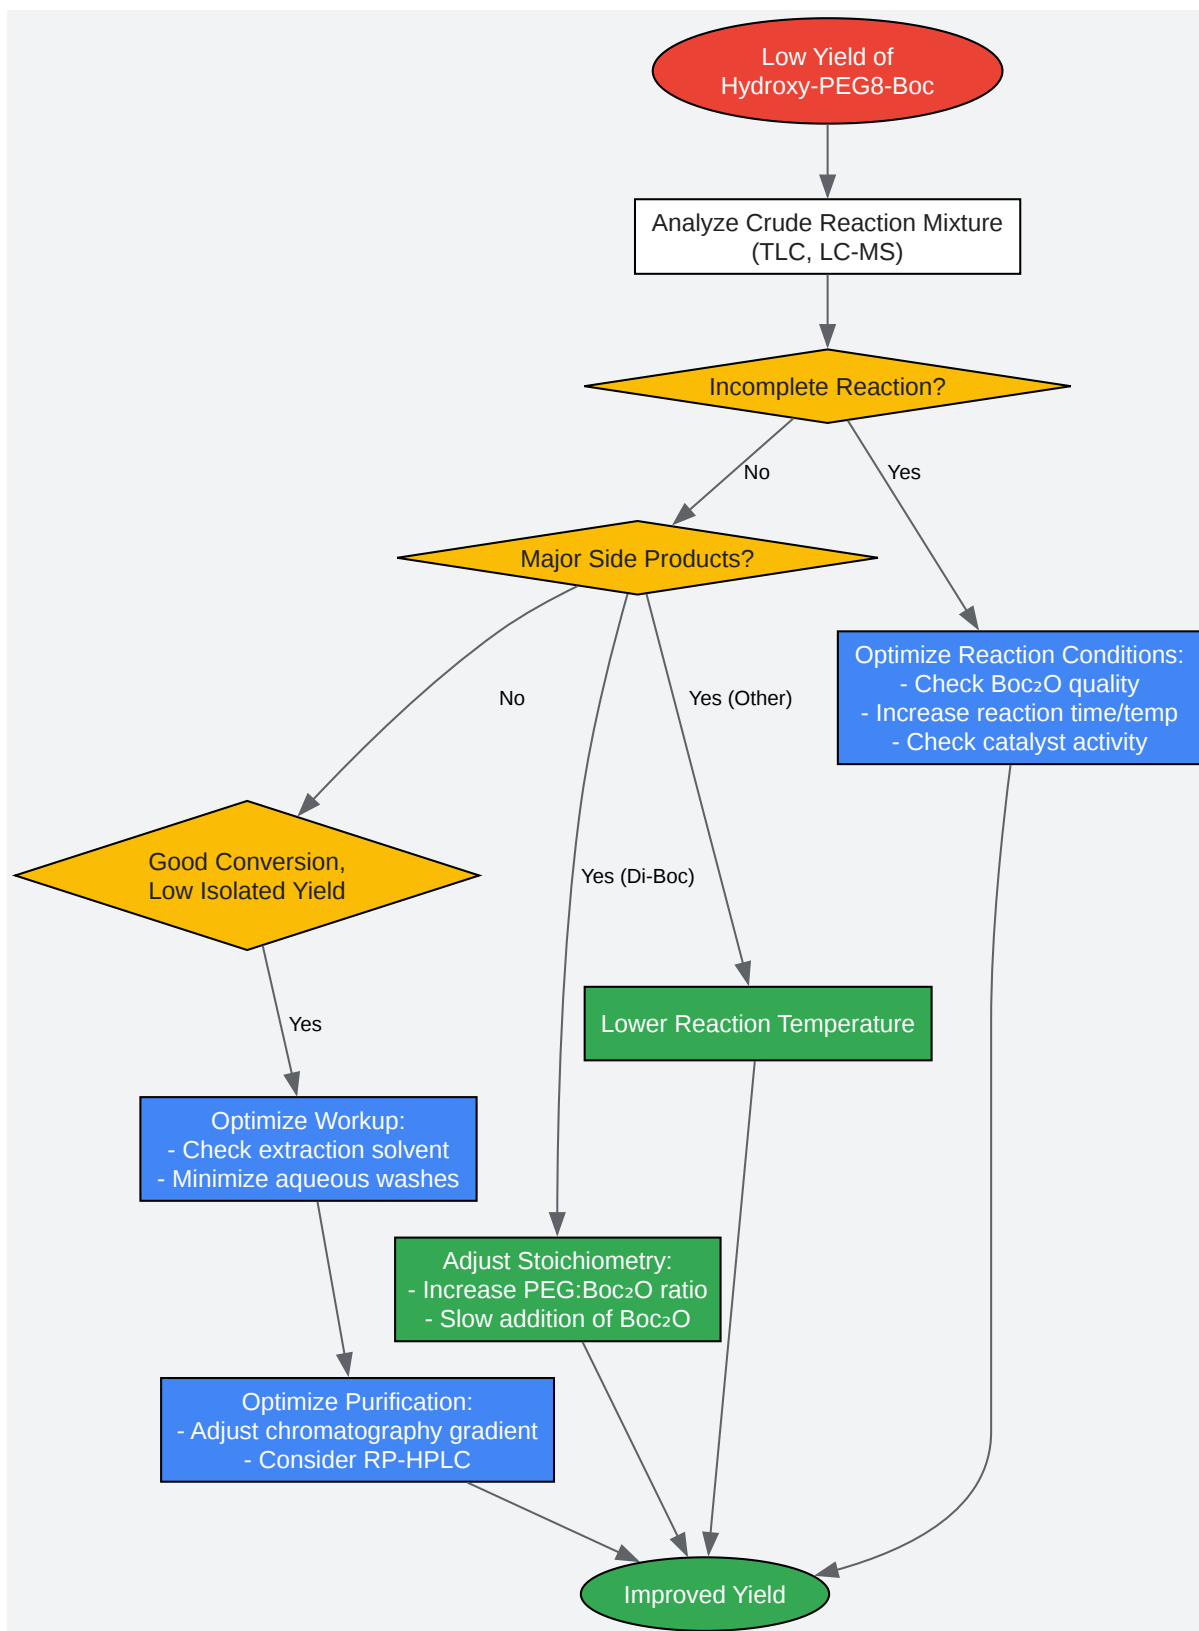 Low Yield of
Hydroxy-PEG8-Boc
Analyze Crude Reaction Mixture
(TLC, LC-MS)
Incomplete Reaction?
No
Yes
Major Side Products?
Optimize Reaction Conditions:
- Check Boc₂O quality
- Increase reaction time/temp
- Check catalyst activity
No
Yes (Other)
Good Conversion,
Low Isolated Yield
Yes (Di-Boc)
Yes
Lower Reaction Temperature
Optimize Workup:
- Check extraction solvent
- Minimize aqueous washes
Adjust Stoichiometry:
- Increase PEG:Boc₂O ratio
- Slow addition of Boc₂O
Optimize Purification:
- Adjust chromatography gradient
- Consider RP-HPLC
Improved Yield